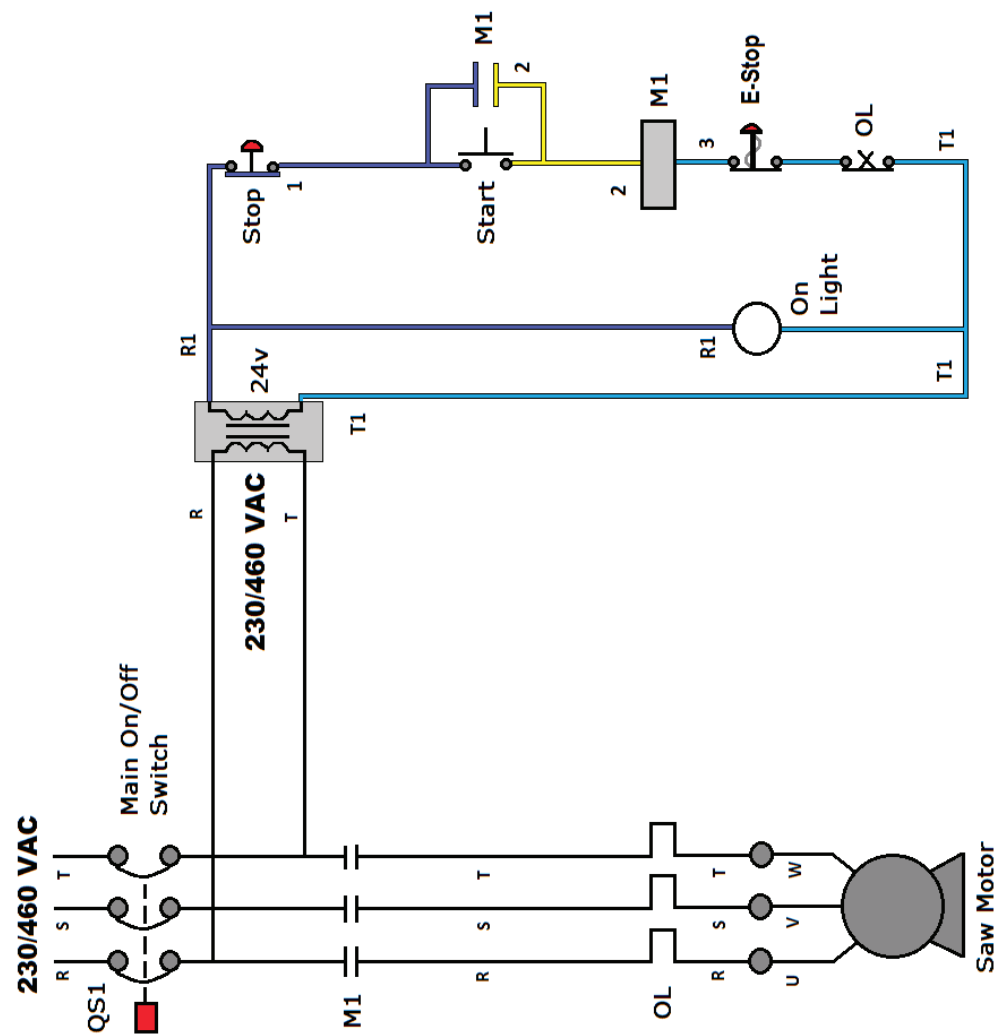 230/460 VAC
R
S
T
QS1
Main On/Off
Switch
R
T
230/460 VAC
24v
R1
T1
Stop
1
M1
2
Start
2
M1
3
E-Stop
OL
T1
R1
On
Light
T1
M1
R
S
T
OL
R
S
T
U
V
W
Saw Motor